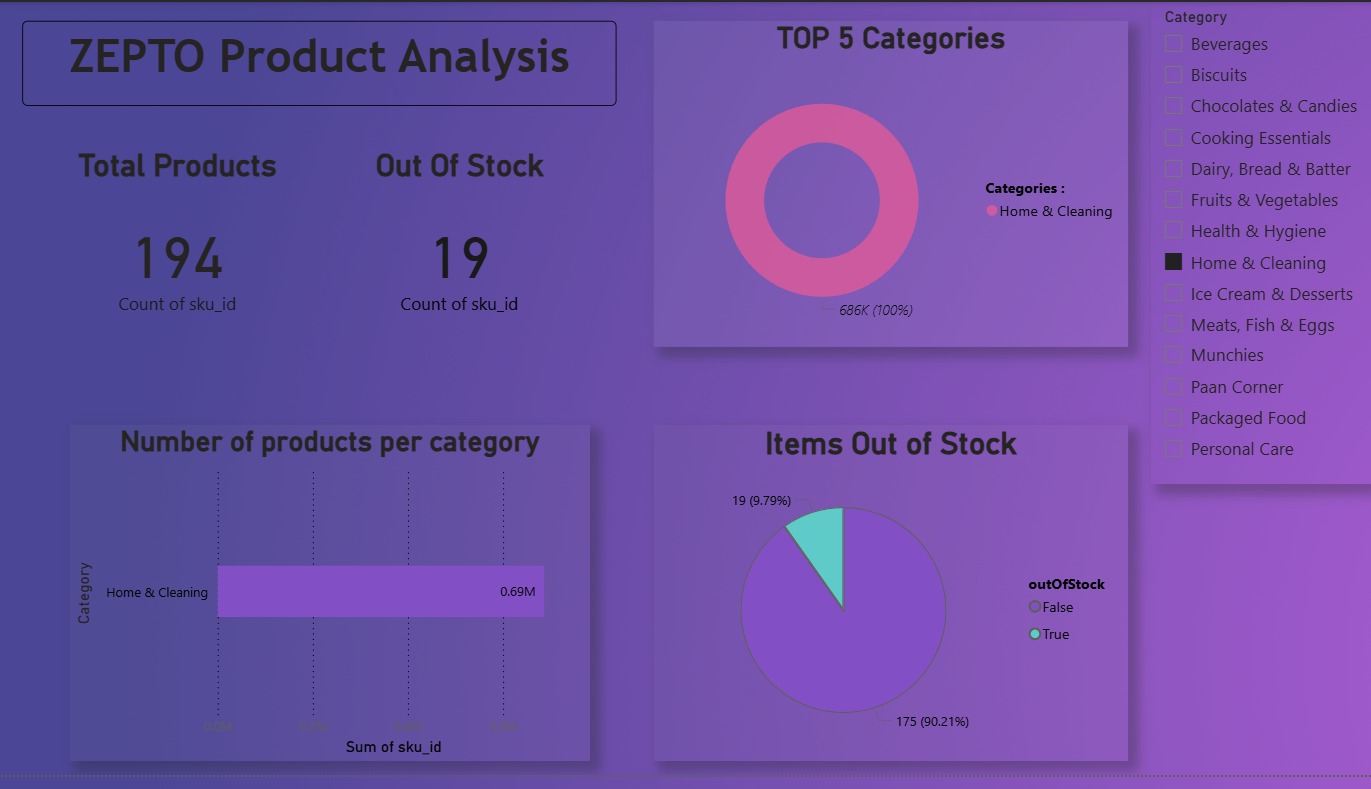 ZEPTO Product Analysis
Total Products
194
Count of sku_id
Out Of Stock
19
Count of sku_id
TOP 5 Categories
Categories :
Home & Cleaning
686K (100%)
Category
Beverages
Biscuits
Chocolates & Candies
Cooking Essentials
Dairy, Bread & Batter
Fruits & Vegetables
Health & Hygiene
Home & Cleaning
Ice Cream & Desserts
Meats, Fish & Eggs
Munchies
Paan Corner
Packaged Food
Personal Care
Number of products per category
Category
Home & Cleaning
0.69M
Sum of sku_id
Items Out of Stock
19 (9.79%)
175 (90.21%)
outOfStock
False
True